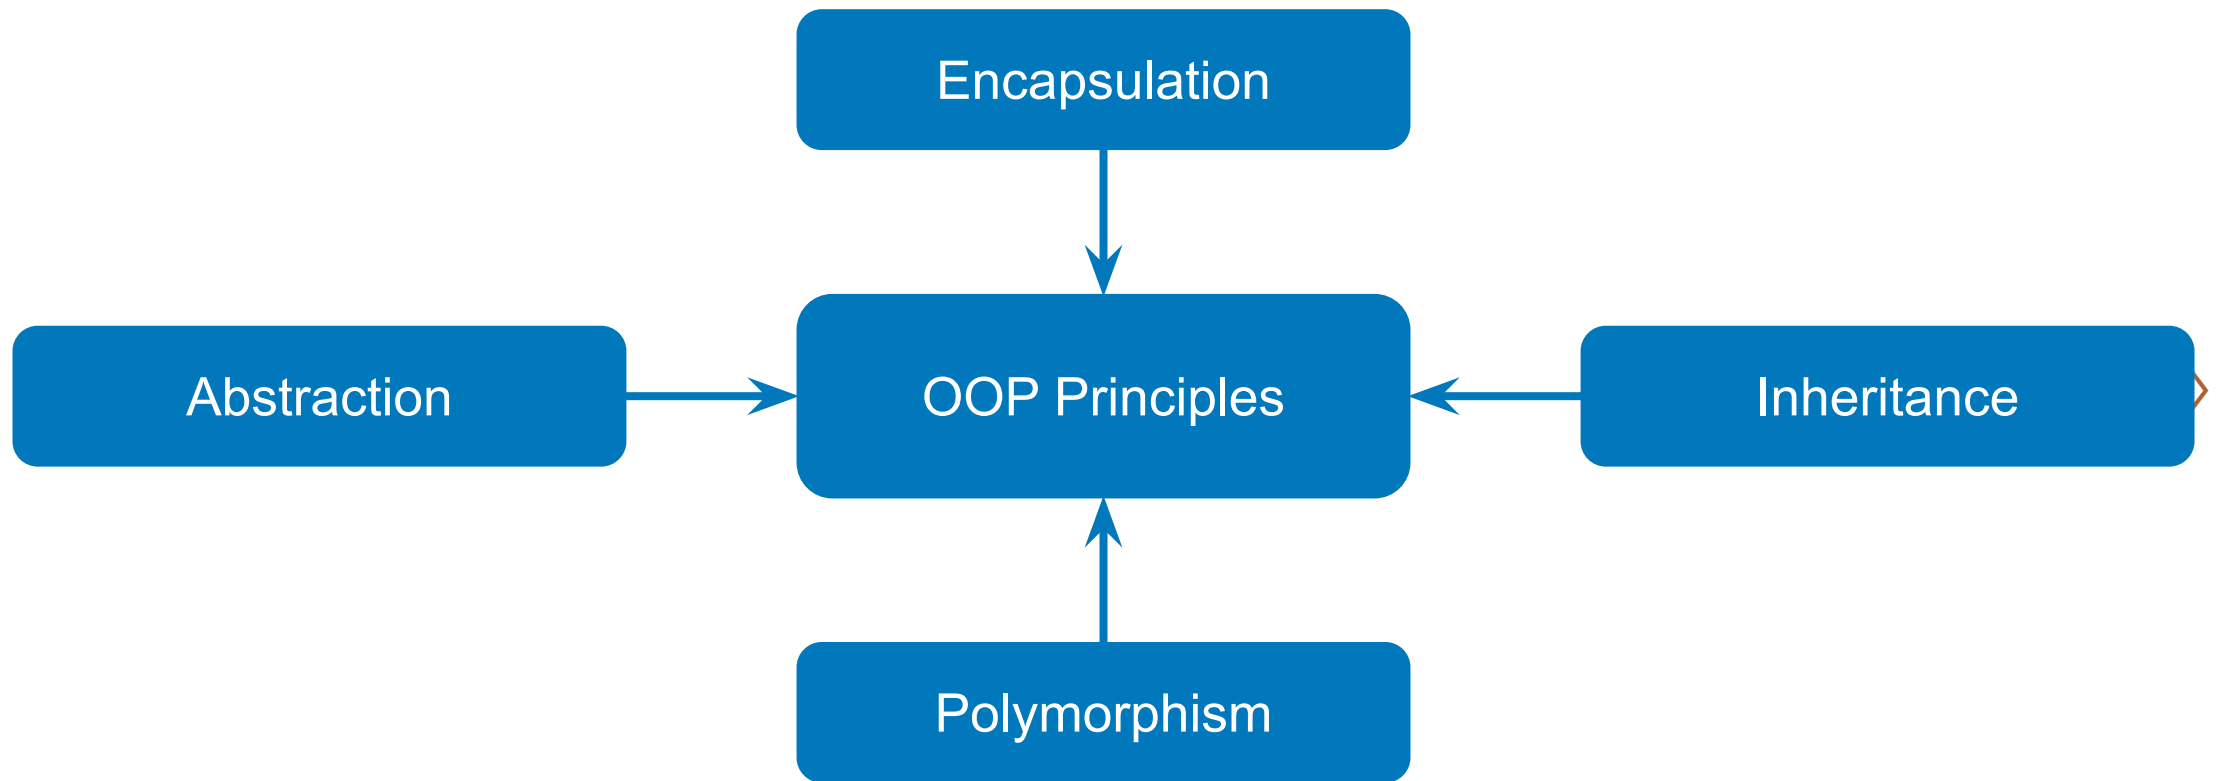 Encapsulation
Abstraction
OOP Principles
Inheritance
Polymorphism